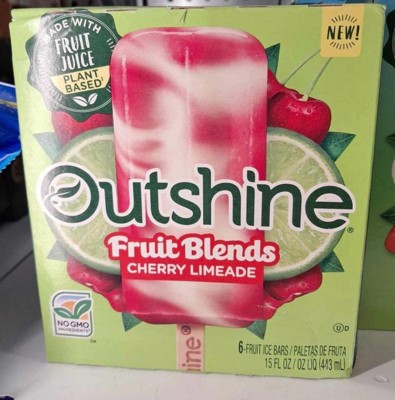 MADE WITH
FRUIT
JUICE
PLANT
BASED
NEW!
Outshine®
Fruit Blends
CHERRY LIMEADE
NO GMO
INGREDIENTS
ine®
U D
6-FRUIT ICE BARS / PALETAS DE FRUTA
15 FL OZ / OZ LIQ (443 mL)